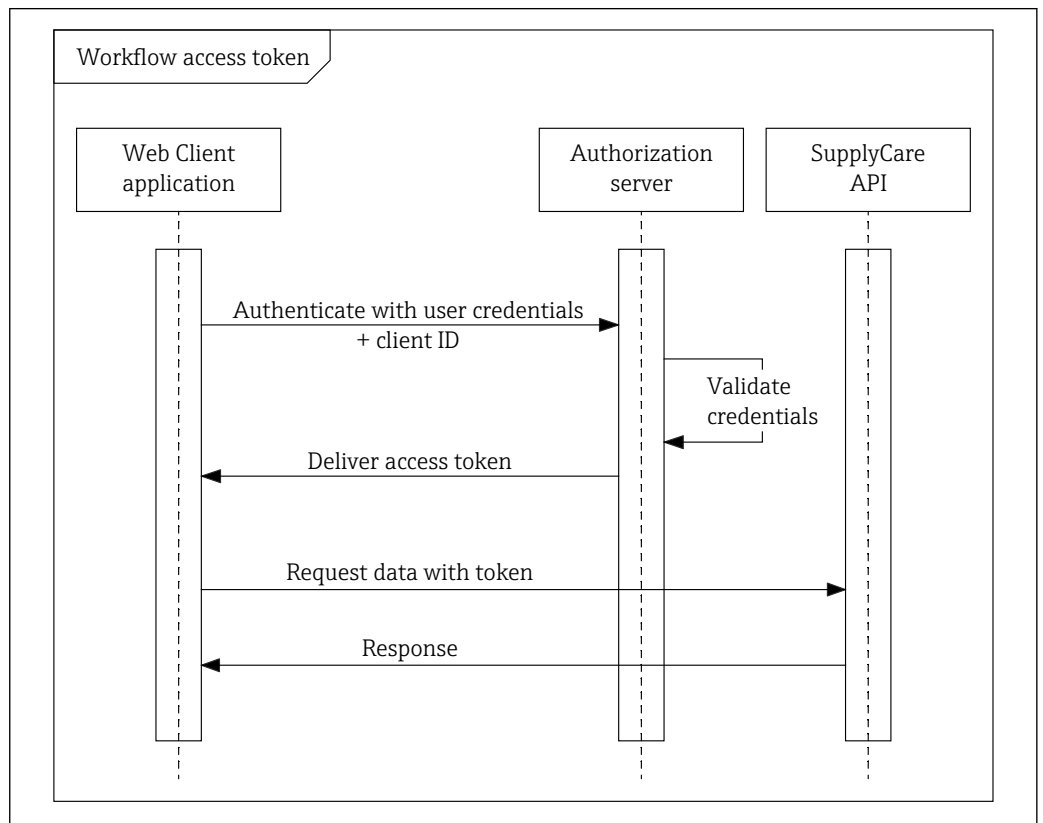 Workflow access token
Web Client
application
Authorization
server
SupplyCare
API
Authenticate with user credentials
+ client ID
Validate
credentials
Deliver access token
Request data with token
Response